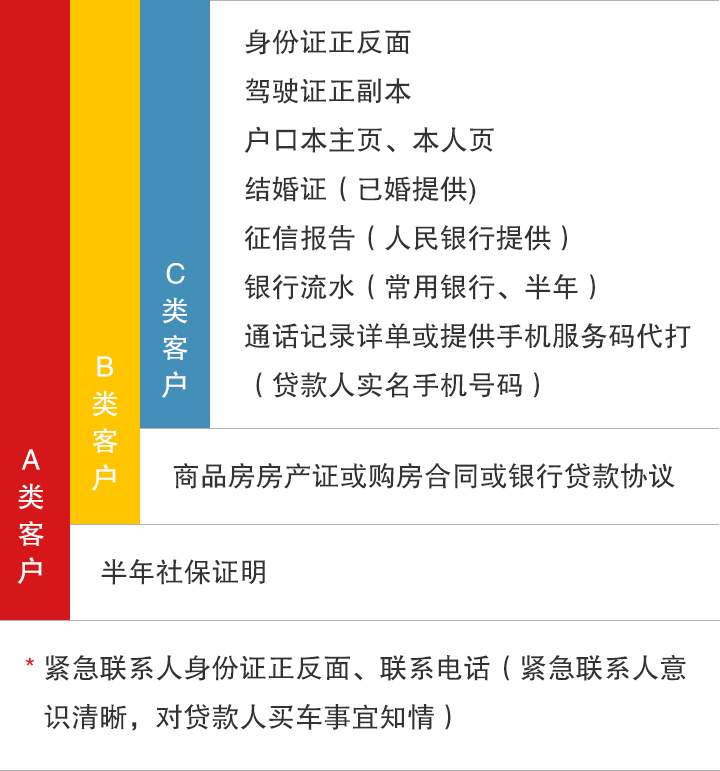 身份证正反面
驾驶证正副本
户口本主页、本人页
结婚证（已婚提供)
征信报告（人民银行提供）
银行流水（常用银行、半年）
通话记录详单或提供手机服务码代打
（贷款人实名手机号码）
C类客户
商品房房产证或购房合同或银行贷款协议
B类客户
半年社保证明
A类客户
* 紧急联系人身份证正反面、联系电话（紧急联系人意
识清晰，对贷款人买车事宜知情）